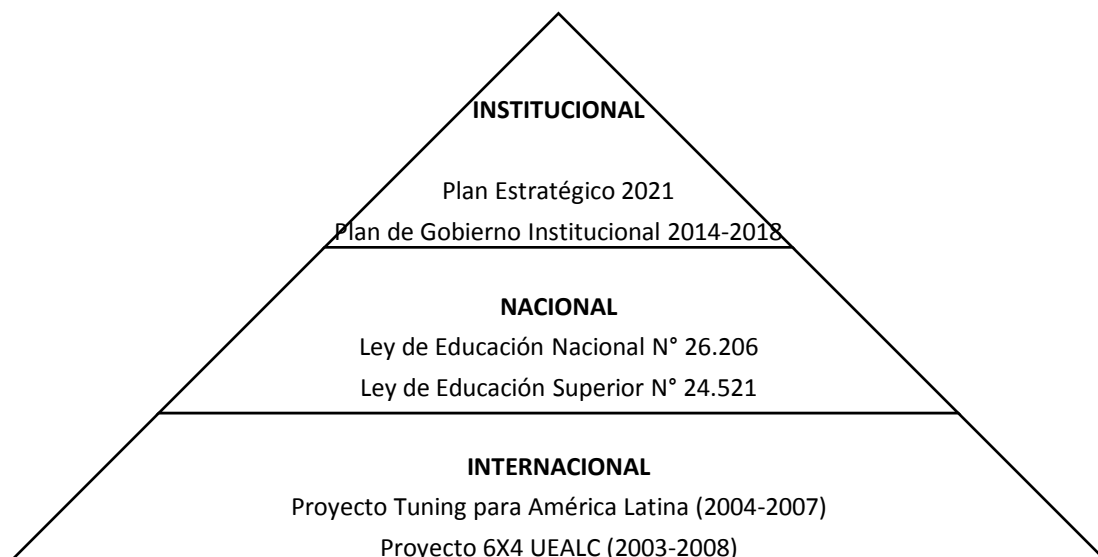 INSTITUCIONAL
Plan Estratégico 2021
Plan de Gobierno Institucional 2014-2018
NACIONAL
Ley de Educación Nacional N° 26.206
Ley de Educación Superior N° 24.521
INTERNACIONAL
Proyecto Tuning para América Latina (2004-2007)
Proyecto 6X4 UEALC (2003-2008)